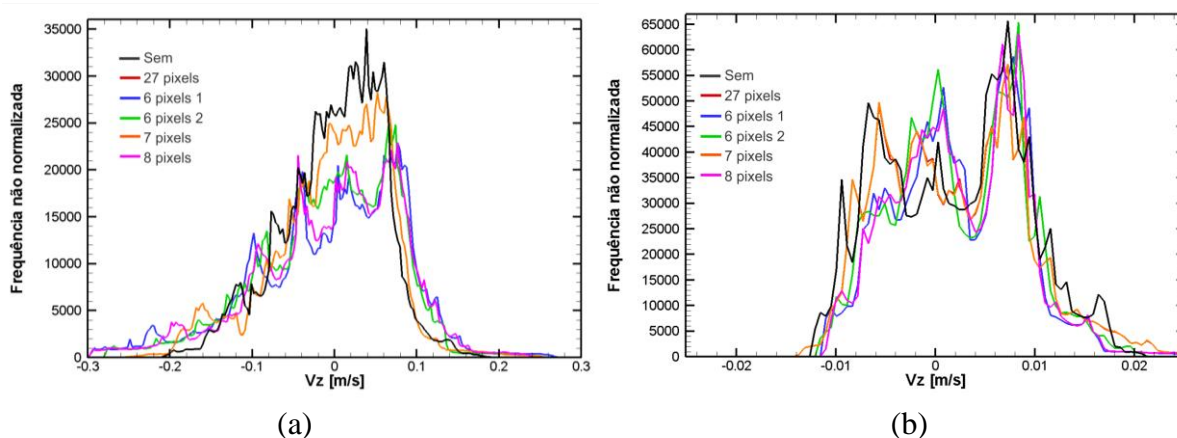 35000
30000
25000
20000
15000
10000
5000
0
Frequência não normalizada
Sem
27 pixels
6 pixels 1
6 pixels 2
7 pixels
8 pixels
-0.3 -0.2 -0.1 0 0.1 0.2 0.3
Vz [m/s]
(a)
65000
60000
55000
50000
45000
40000
35000
30000
25000
20000
15000
10000
5000
0
Frequência não normalizada
Sem
27 pixels
6 pixels 1
6 pixels 2
7 pixels
8 pixels
-0.02 -0.01 0 0.01 0.02
Vz [m/s]
(b)